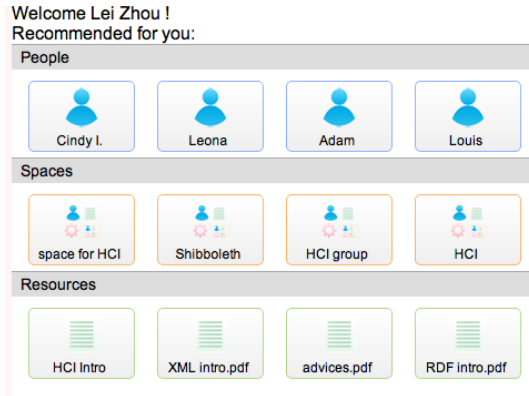 Welcome Lei Zhou !
Recommended for you:
People
Cindy I. Leona Adam Louis
Spaces
space for HCI Shibboleth HCI group HCI
Resources
HCI Intro XML intro.pdf advices.pdf RDF intro.pdf